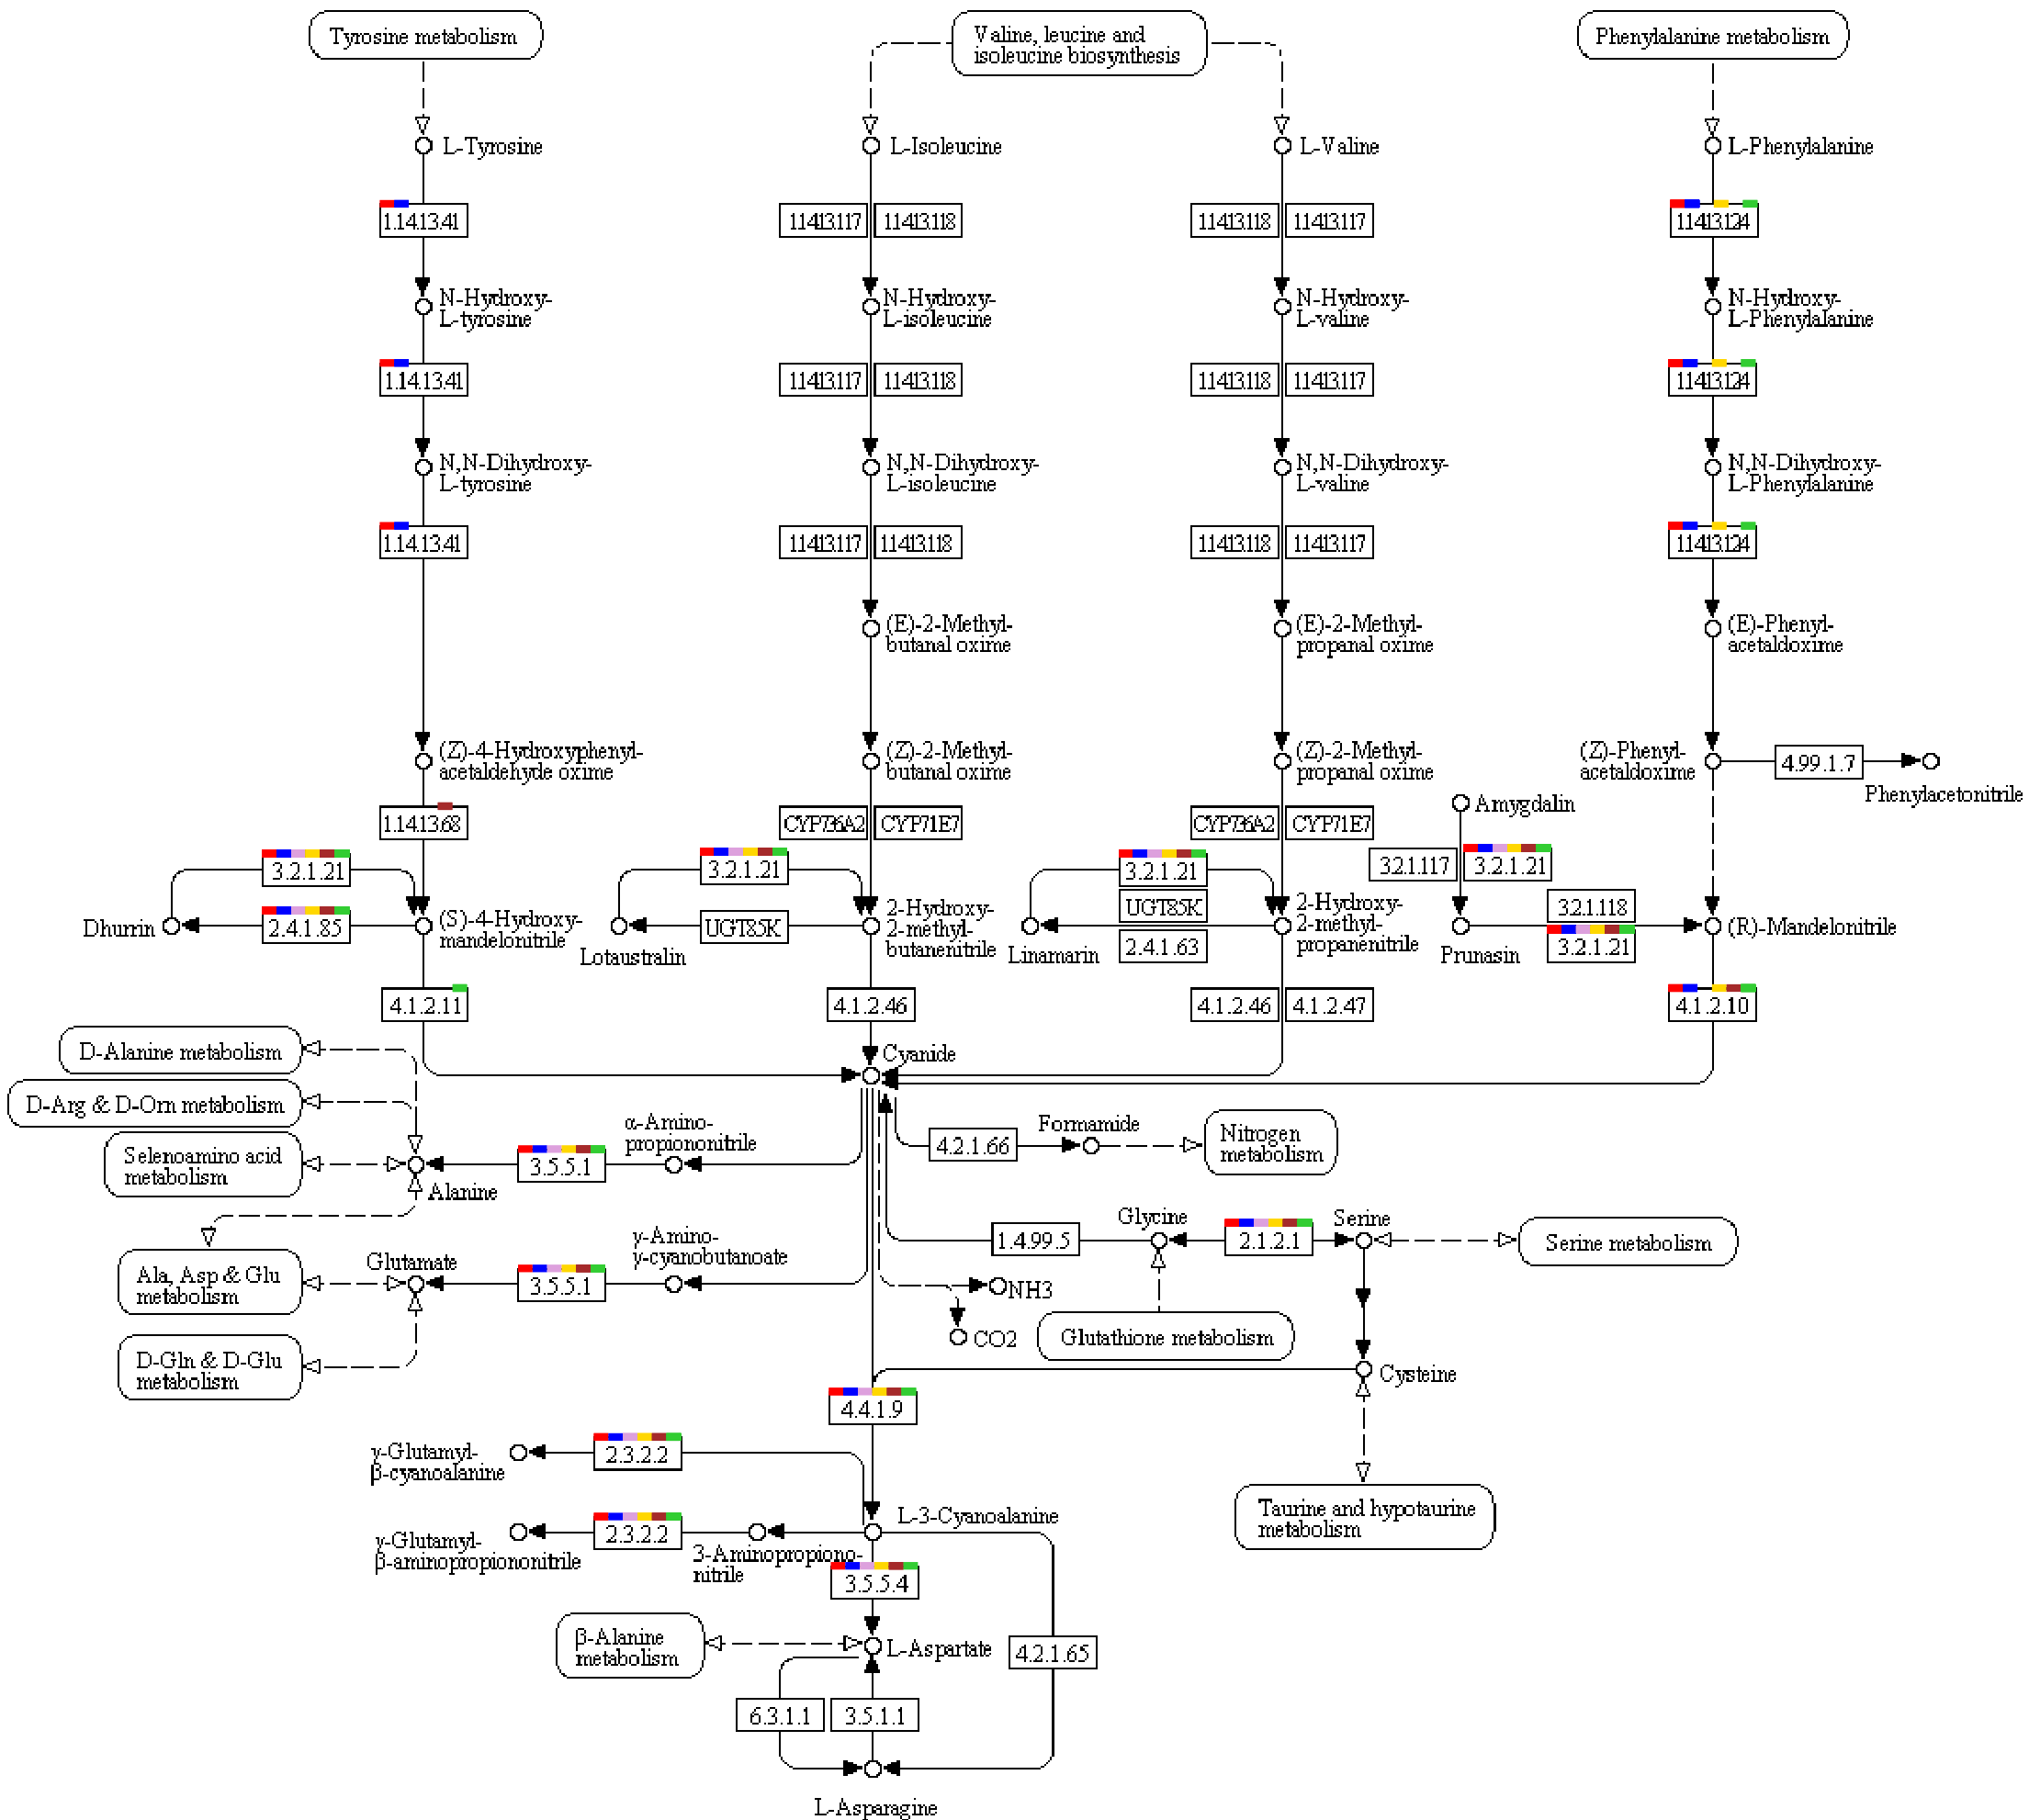 Tyrosine metabolism
Valine, leucine and
isoleucine biosynthesis
Phenylalanine metabolism
L-Tyrosine
L-Isoleucine
L-Valine
L-Phenylalanine
1.14.13.41
1.14.13.117
1.14.13.118
1.14.13.118
1.14.13.117
1.14.13.124
N-Hydroxy-
L-tyrosine
N-Hydroxy-
L-isoleucine
N-Hydroxy-
L-valine
N-Hydroxy-
L-Phenylalanine
1.14.13.41
1.14.13.117
1.14.13.118
1.14.13.118
1.14.13.117
1.14.13.124
N,N-Dihydroxy-
L-tyrosine
N,N-Dihydroxy-
L-isoleucine
N,N-Dihydroxy-
L-valine
N,N-Dihydroxy-
L-Phenylalanine
1.14.13.41
1.14.13.117
1.14.13.118
1.14.13.118
1.14.13.117
1.14.13.124
(E)-2-Methyl-
butanal oxime
(E)-2-Methyl-
propanal oxime
(E)-Phenyl-
acetaldoxime
(Z)-4-Hydroxyphenyl-
acetaldehyde oxime
(Z)-2-Methyl-
butanal oxime
(Z)-2-Methyl-
propanal oxime
(Z)-Phenyl-
acetaldoxime
4.99.1.7
Phenylacetonitrile
Amygdalin
1.14.13.68
CYP736A2
CYP71E7
CYP736A2
CYP71E7
3.2.1.21
3.2.1.21
3.2.1.21
3.2.1.117
3.2.1.21
Dhurrin
2.4.1.85
(S)-4-Hydroxy-
mandelonitrile
Lotaustralin
UGT85K
2-Hydroxy-
2-methyl-
butanenitrile
Linamarin
UGT85K
2.4.1.63
2-Hydroxy-
2-methyl-
propanenitrile
Prunasin
3.2.1.118
3.2.1.21
(R)-Mandelonitrile
4.1.2.11
4.1.2.46
4.1.2.46
4.1.2.47
4.1.2.10
D-Alanine metabolism
Cyanide
D-Arg & D-Orn metabolism
Selenoamino acid
metabolism
Alanine
3.5.5.1
α-Amino-
propiononitrile
4.2.1.66
Formamide
Nitrogen
metabolism
Ala, Asp & Glu
metabolism
Glutamate
3.5.5.1
γ-Amino-
γ-cyanobutanoate
1.4.99.5
Glycine
2.1.2.1
Serine
Serine metabolism
NH3
CO2
Glutathione metabolism
D-Gln & D-Glu
metabolism
Cysteine
4.4.1.9
γ-Glutamyl-
β-cyanoalanine
2.3.2.2
Taurine and hypotaurine
metabolism
L-3-Cyanoalanine
γ-Glutamyl-
β-aminopropiononitrile
2.3.2.2
3-Aminopropiono-
nitrile
3.5.5.4
β-Alanine
metabolism
L-Aspartate
4.2.1.65
6.3.1.1
3.5.1.1
L-Asparagine